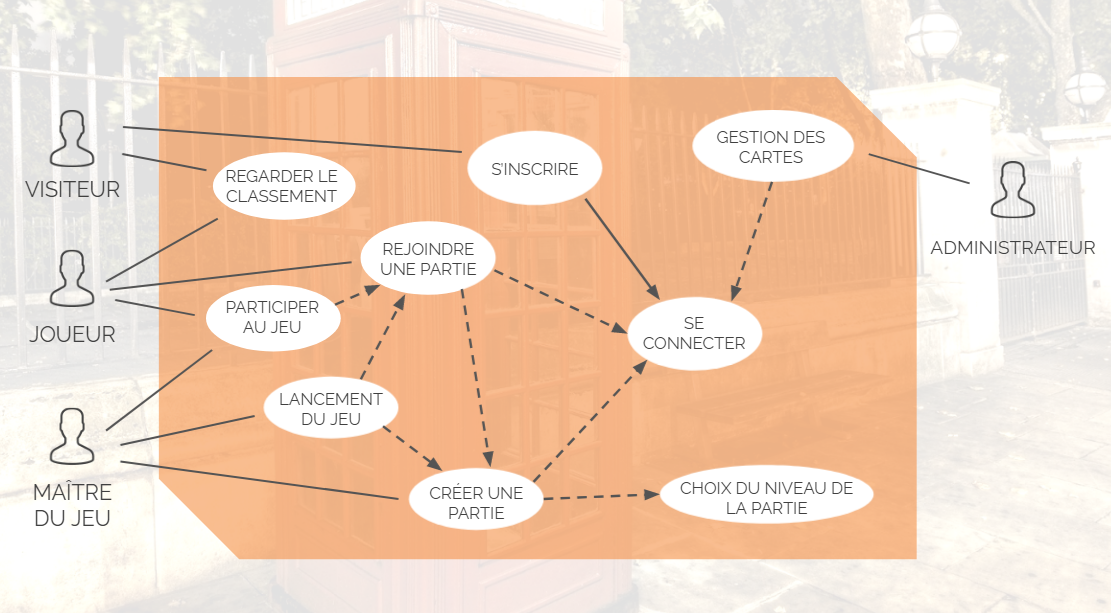 VISITEUR
REGARDER LE
CLASSEMENT
S'INSCRIRE
GESTION DES
CARTES
ADMINISTRATEUR
JOUEUR
REJOINDRE
UNE PARTIE
PARTICIPER
AU JEU
SE
CONNECTER
LANCEMENT
DU JEU
MAÎTRE
DU JEU
CRÉER UNE
PARTIE
CHOIX DU NIVEAU DE
LA PARTIE